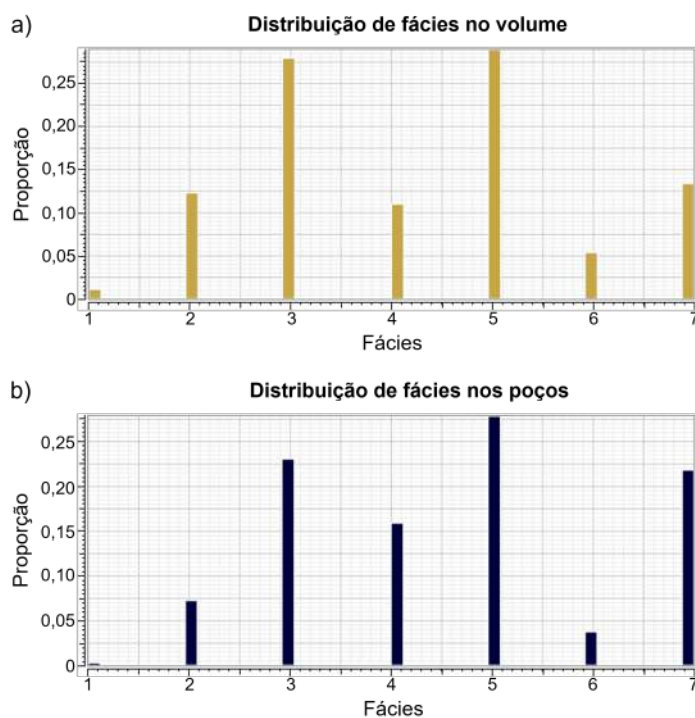 a)
Distribuição de fácies no volume
0,25
0,20
0,15
0,10
0,05
0
Proporção
1 2 3 4 5 6 7
Fácies
b)
Distribuição de fácies nos poços
0,25
0,20
0,15
0,10
0,05
0
Proporção
1 2 3 4 5 6 7
Fácies